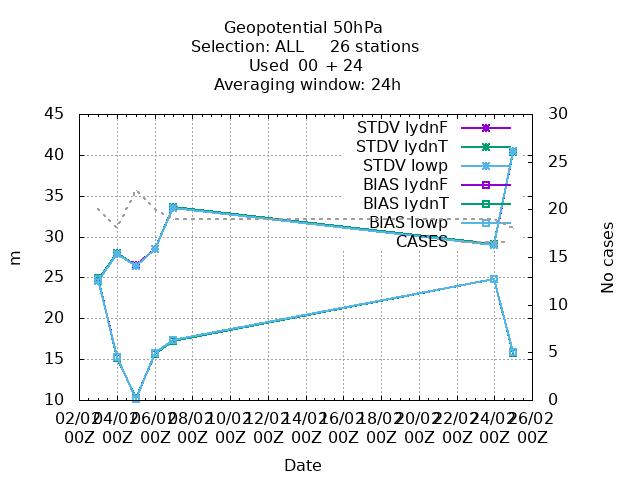 Geopotential 50hPa
Selection: ALL 26 stations
Used 00 + 24
Averaging window: 24h
45 30
STDV lydnF
STDV lydnT
40 25
STDV lowp
BIAS lydnF
35 20
BIAS lydnT
BIAS lowp
30 15
CASES
m
No cases
25 10
20
15 5
10 0
02/02 04/02 06/02 08/02 10/02 12/02 14/02 16/02 18/02 20/02 22/02 24/02 26/02
00Z 00Z 00Z 00Z 00Z 00Z 00Z 00Z 00Z 00Z 00Z 00Z 00Z
Date